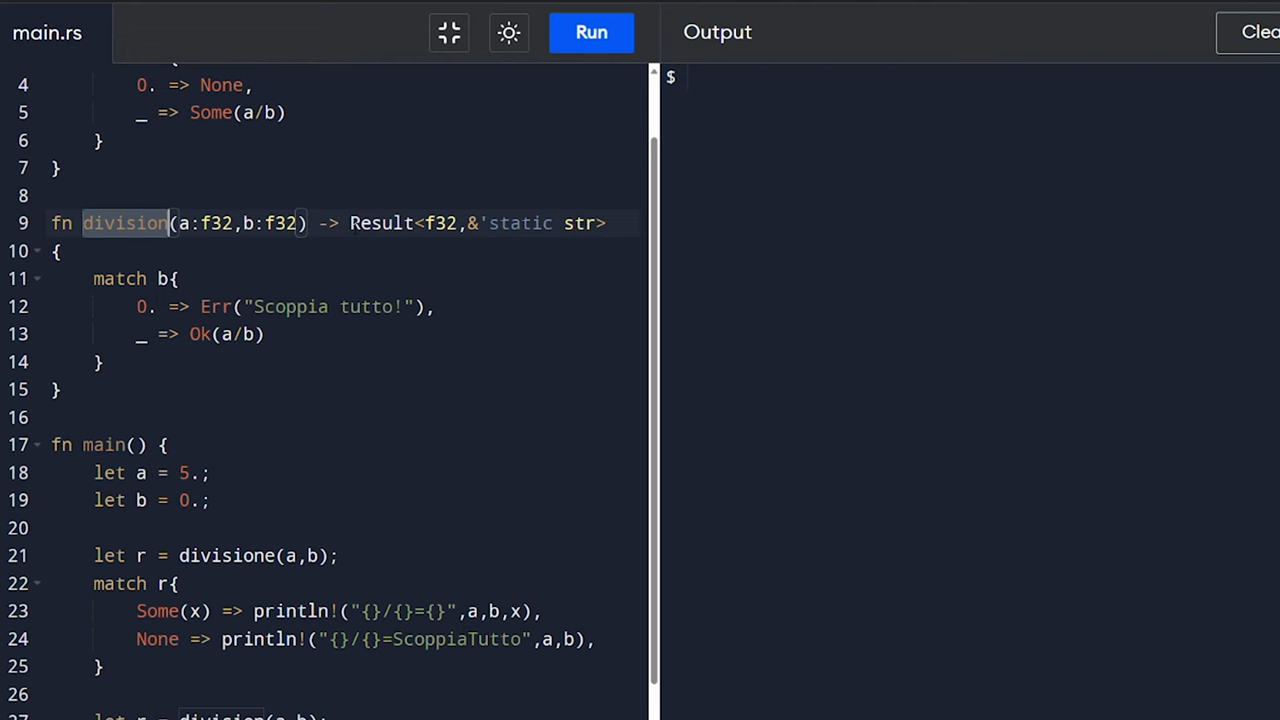 main.rs
Run
Output
Clea
{
$
4 0. => None,
5 _ => Some(a/b)
6 }
7 }
8
9 fn division(a:f32,b:f32) -> Result<f32,&'static str>
10 {
11 match b{
12 0. => Err("Scoppia tutto!"),
13 _ => Ok(a/b)
14 }
15 }
16
17 fn main() {
18 let a = 5.;
19 let b = 0.;
20
21 let r = divisione(a,b);
22 match r{
23 Some(x) => println!("{}/{}={}",a,b,x),
24 None => println!("{}/{}=ScoppiaTutto",a,b),
25 }
26
27 let r = division(a,b);